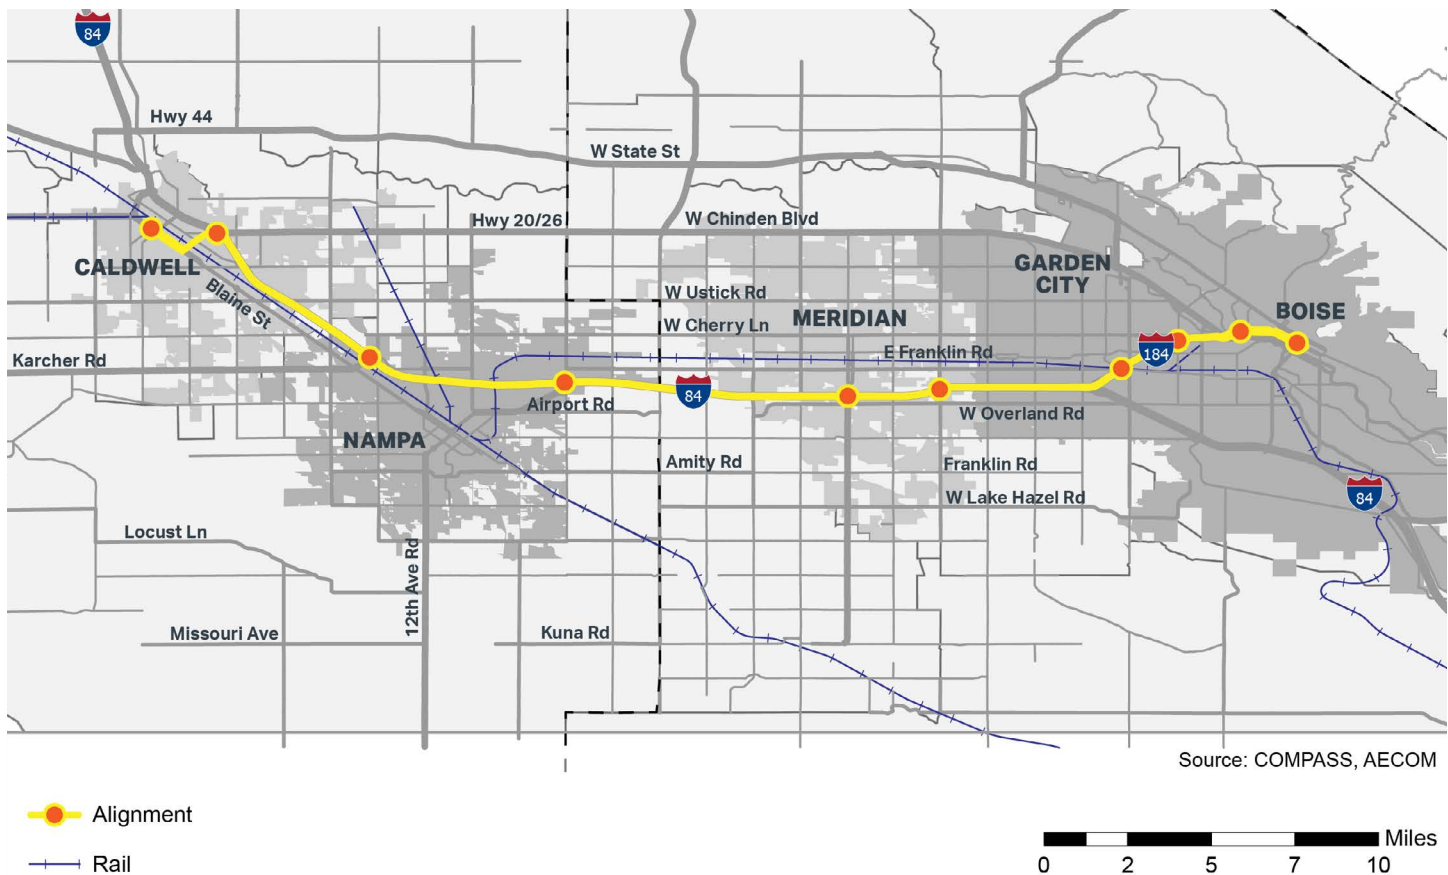 84
Hwy 44
W State St
Hwy 20/26
W Chinden Blvd
CALDWELL
GARDEN
CITY
Blaine St
W Ustick Rd
BOISE
MERIDIAN
W Cherry Ln
184
E Franklin Rd
Karcher Rd
84
Airport Rd
W Overland Rd
NAMPA
Amity Rd
Franklin Rd
84
W Lake Hazel Rd
Locust Ln
12th Ave Rd
Missouri Ave
Kuna Rd
Source: COMPASS, AECOM
Alignment
Rail
Miles
0 2 5 7 10